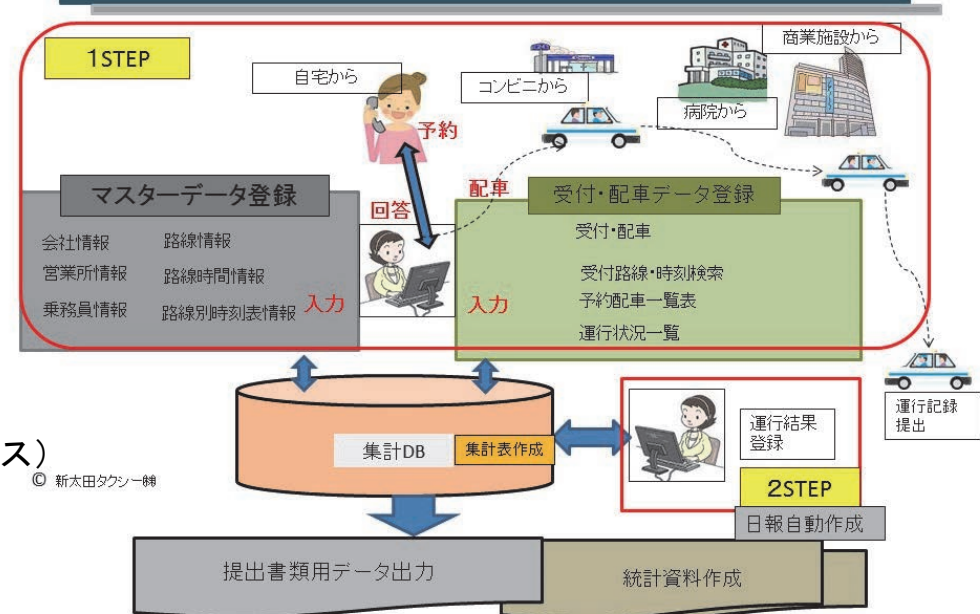 1STEP
自宅から
コンビニから
病院から
商業施設から
予約
マスターデータ登録
会社情報
路線情報
営業所情報
路線時間情報
乗務員情報
路線別時刻表情報
回答
配車
入力
入力
受付・配車データ登録
受付・配車
受付路線・時刻検索
予約配車一覧表
運行状況一覧
運行記録
提出
集計DB
集計表作成
運行結果
登録
2STEP
日報自動作成
ス)
© 新太田タクシー㈱
提出書類用データ出力
統計資料作成